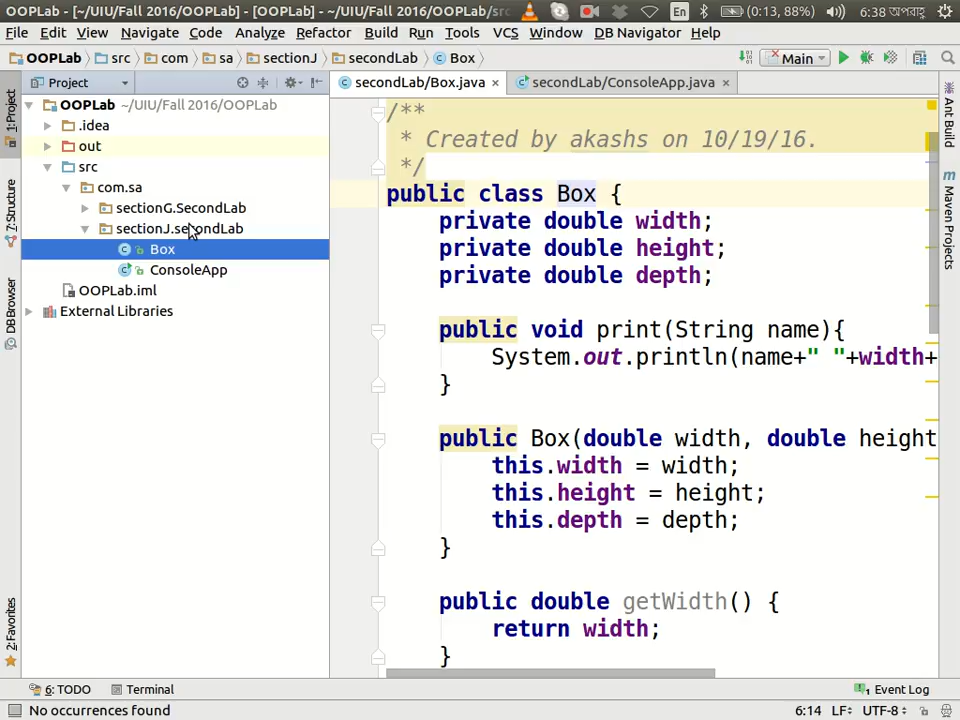 OOPLab - [~/UIU/Fall 2016/OOPLab] - [OOPLab] - ~/UIU/Fall 2016/OOPLab/src
En (0:13, 88%) 6:38 অপরাহ্ণ
File Edit View Navigate Code Analyze Refactor Build Run Tools VCS Window DB Navigator Help
OOPLab src com sa sectionJ secondLab Box Main
Project secondLab/Box.java × secondLab/ConsoleApp.java ×
OOPLab ~/UIU/Fall 2016/OOPLab
.idea
out
src
com.sa
sectionG.SecondLab
sectionJ.secondLab
Box
ConsoleApp
OOPLab.iml
External Libraries
1: Project
7: Structure
DB Browser
2: Favorites
/**
* Created by akashs on 10/19/16.
*/
public class Box {
private double width;
private double height;
private double depth;
public void print(String name){
System.out.println(name+" "+width+
}
public Box(double width, double height
this.width = width;
this.height = height;
this.depth = depth;
}
public double getWidth() {
return width;
}
Ant Build
Maven Projects
6: TODO Terminal 1 Event Log
No occurrences found 6:14 LF UTF-8